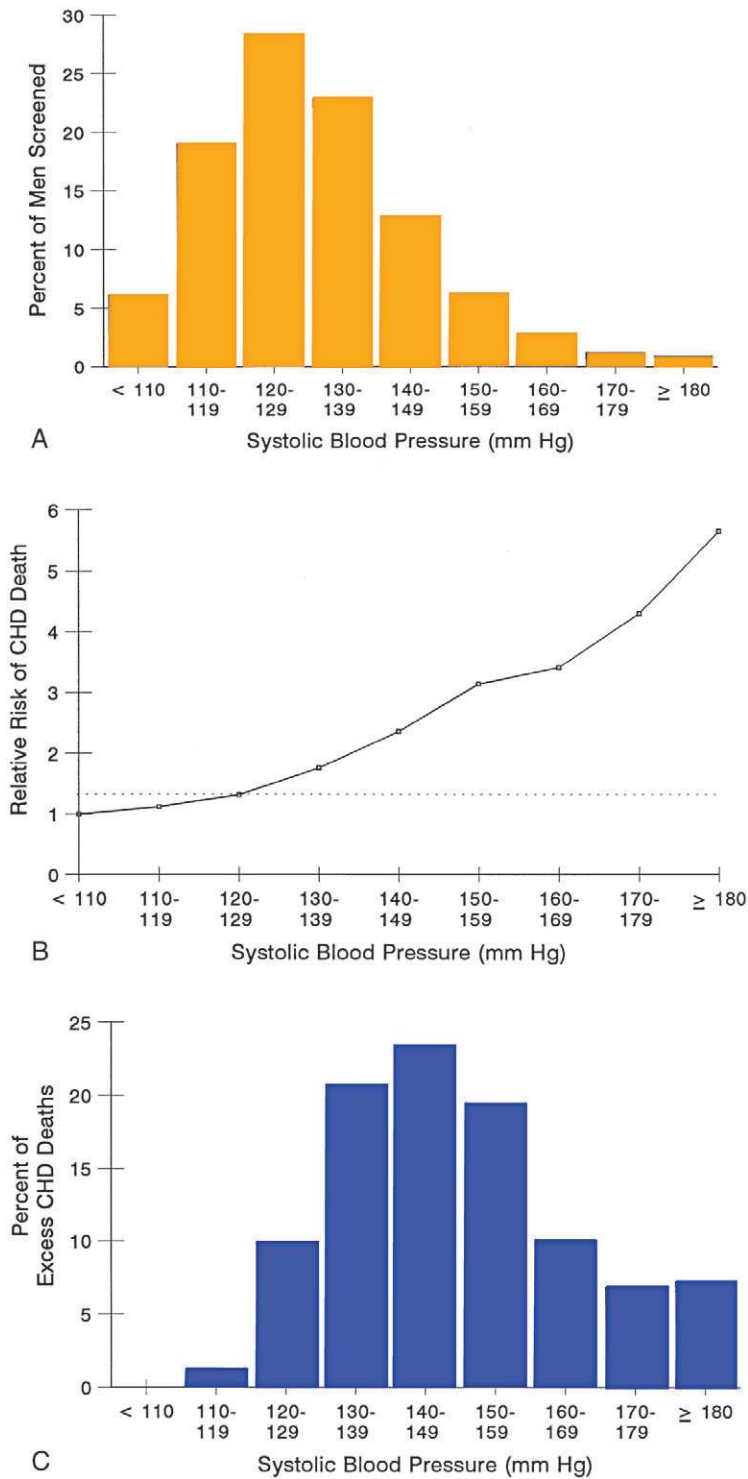 30
25
20
15
10
5
0
Percent of Men Screened
< 110 110- 120- 130- 140- 150- 160- 170- ≥ 180
119 129 139 149 159 169 179
Systolic Blood Pressure (mm Hg)
A
6
5
4
3
2
1
0
Relative Risk of CHD Death
< 110 110- 120- 130- 140- 150- 160- 170- ≥ 180
119 129 139 149 159 169 179
Systolic Blood Pressure (mm Hg)
B
25
20
15
10
5
0
Percent of
Excess CHD Deaths
< 110 110- 120- 130- 140- 150- 160- 170- ≥ 180
119 129 139 149 159 169 179
Systolic Blood Pressure (mm Hg)
C